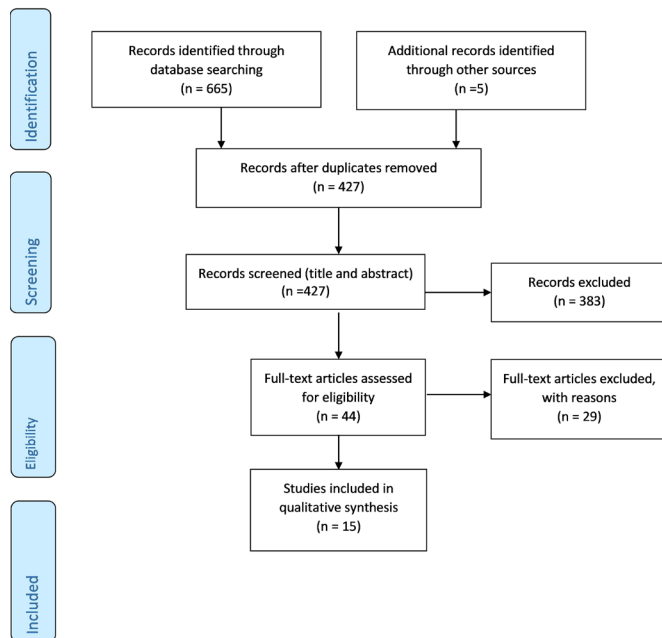 Identification
Records identified through
database searching
(n = 665)
Additional records identified
through other sources
(n =5)
Records after duplicates removed
(n = 427)
Screening
Records screened (title and abstract)
(n =427)
Records excluded
(n = 383)
Eligibility
Full-text articles assessed
for eligibility
(n = 44)
Full-text articles excluded,
with reasons
(n = 29)
Studies included in
qualitative synthesis
(n = 15)
Included